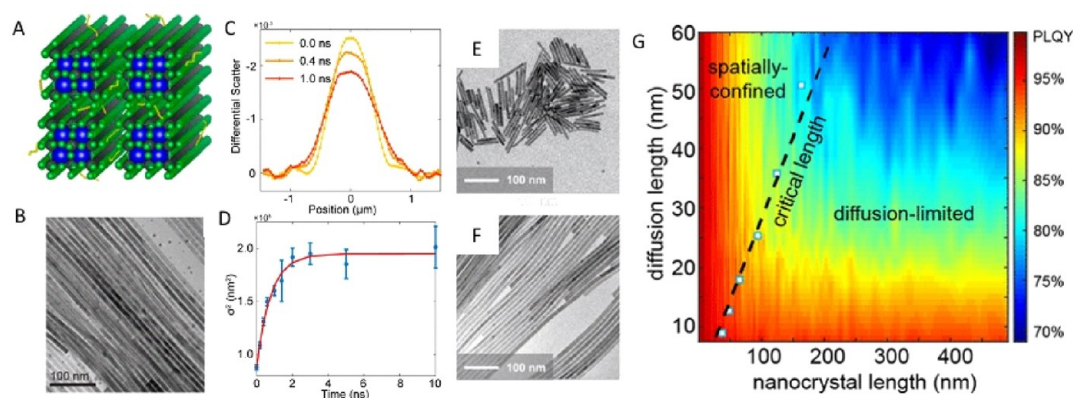 A
B
100 nm
C
×10⁻³
Differential Scatter
-2
-1
0
0.0 ns
0.4 ns
1.0 ns
-1
0
1
Position (µm)
D
σ² (nm²)
2.0
1.5
1.0
0
2
4
6
8
10
Time (ns)
E
100 nm
F
100 nm
G
diffusion length (nm)
60
50
40
30
20
10
spatially-
confined
critical length
diffusion-limited
100
200
300
400
nanocrystal length (nm)
PLQY
95%
90%
85%
80%
75%
70%